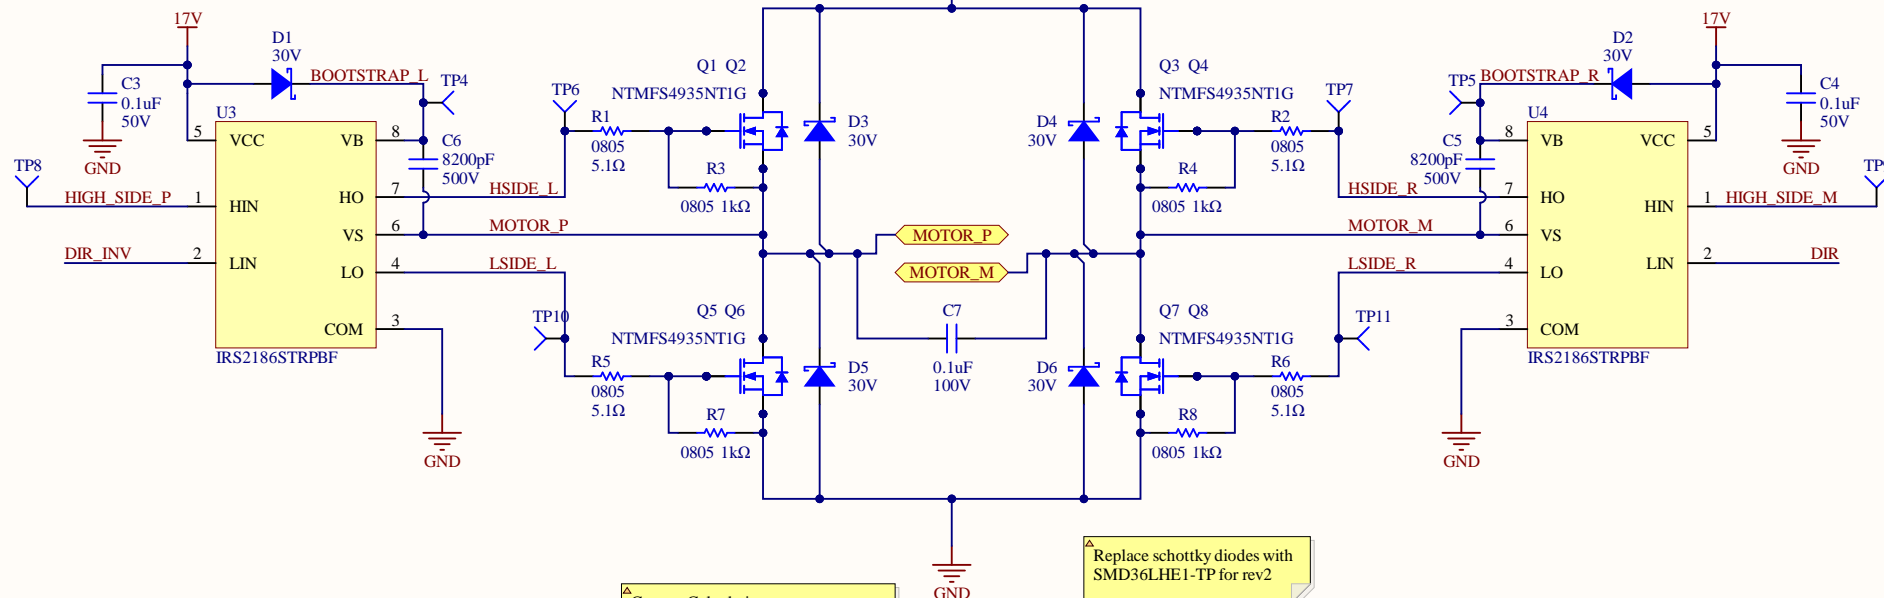 17V
D1
30V
BOOTSTRAP_L
TP4
C3
0.1uF
50V
GND
U3
5
VCC
VB
8
C6
8200pF
500V
TP8
HIGH_SIDE_P
1
HIN
HO
7
HSIDE_L
VS
6
MOTOR_P
DIR_INV
2
LIN
LO
4
LSIDE_L
COM
3
IRS2186STRPBF
GND
TP6
R1
0805
5.1Ω
Q1 Q2
NTMFS4935NT1G
R3
0805 1kΩ
D3
30V
TP10
R5
0805
5.1Ω
Q5 Q6
NTMFS4935NT1G
R7
0805 1kΩ
D5
30V
MOTOR_P
MOTOR_M
C7
0.1uF
100V
GND
D4
30V
Q3 Q4
NTMFS4935NT1G
R4
0805 1kΩ
R2
0805
5.1Ω
TP7
D6
30V
Q7 Q8
NTMFS4935NT1G
R8
0805 1kΩ
R6
0805
5.1Ω
TP11
HSIDE_R
MOTOR_M
LSIDE_R
TP5
BOOTSTRAP_R
D2
30V
17V
C4
0.1uF
50V
GND
C5
8200pF
500V
U4
8
VB
VCC
5
7
HO
HIN
1
HIGH_SIDE_M
6
VS
4
LO
LIN
2
DIR
3
COM
IRS2186STRPBF
GND
Replace schottky diodes with
SMD36LHE1-TP for rev2